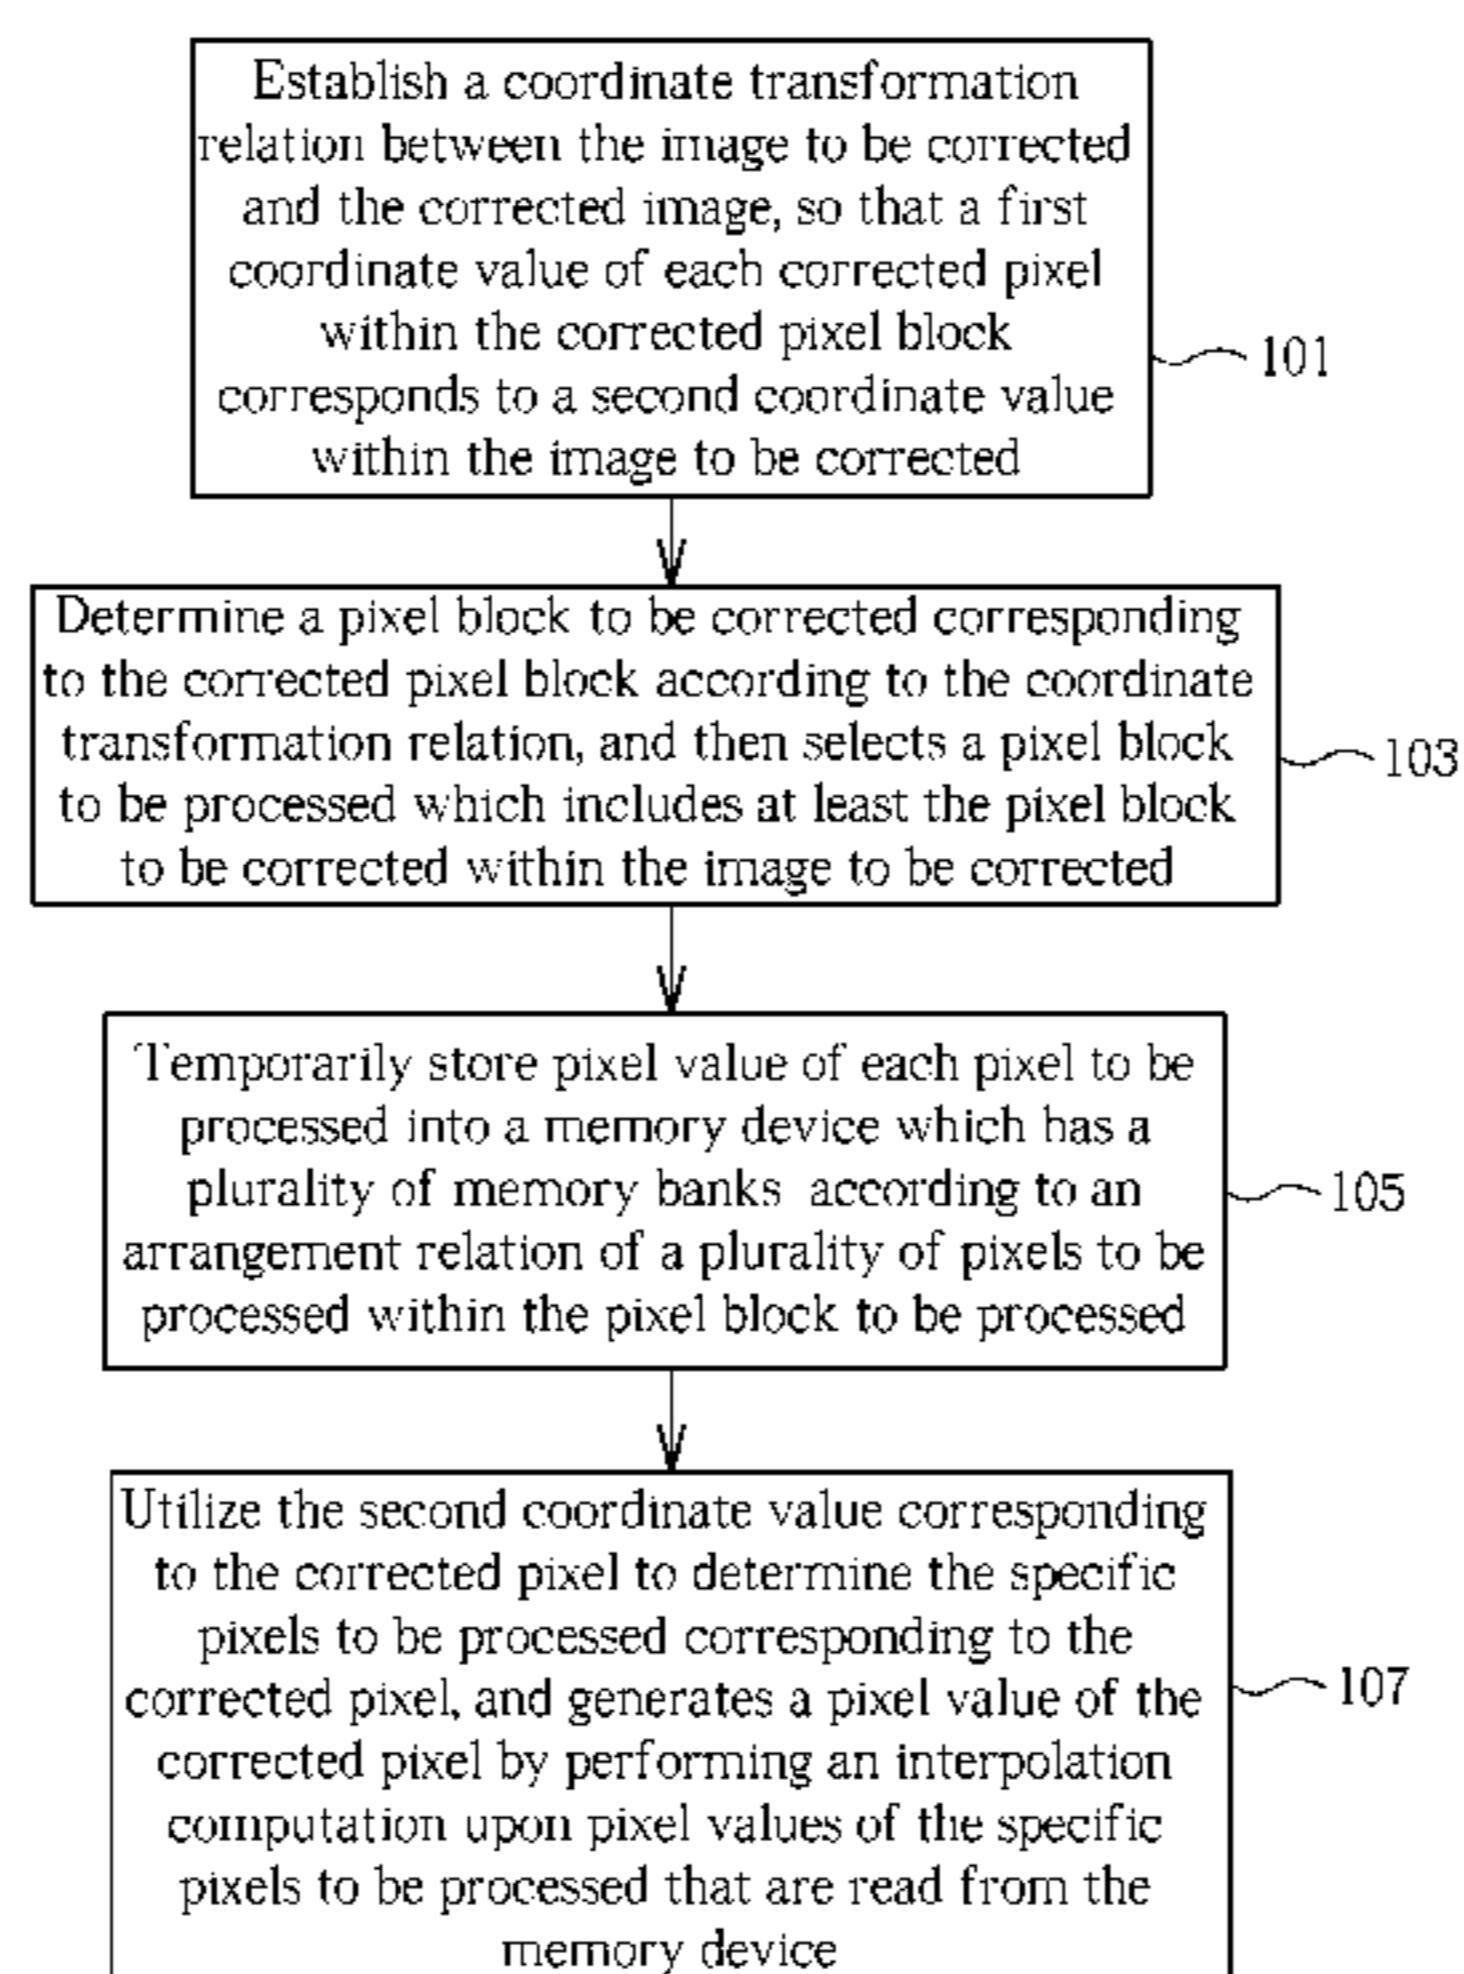 Establish a coordinate transformation
relation between the image to be corrected
and the corrected image, so that a first
coordinate value of each corrected pixel
within the corrected pixel block
corresponds to a second coordinate value
within the image to be corrected
101
Determine a pixel block to be corrected corresponding
to the corrected pixel block according to the coordinate
transformation relation, and then selects a pixel block
to be processed which includes at least the pixel block
to be corrected within the image to be corrected
103
Temporarily store pixel value of each pixel to be
processed into a memory device which has a
plurality of memory banks according to an
arrangement relation of a plurality of pixels to be
processed within the pixel block to be processed
105
Utilize the second coordinate value corresponding
to the corrected pixel to determine the specific
pixels to be processed corresponding to the
corrected pixel, and generates a pixel value of the
corrected pixel by performing an interpolation
computation upon pixel values of the specific
pixels to be processed that are read from the
memory device
107